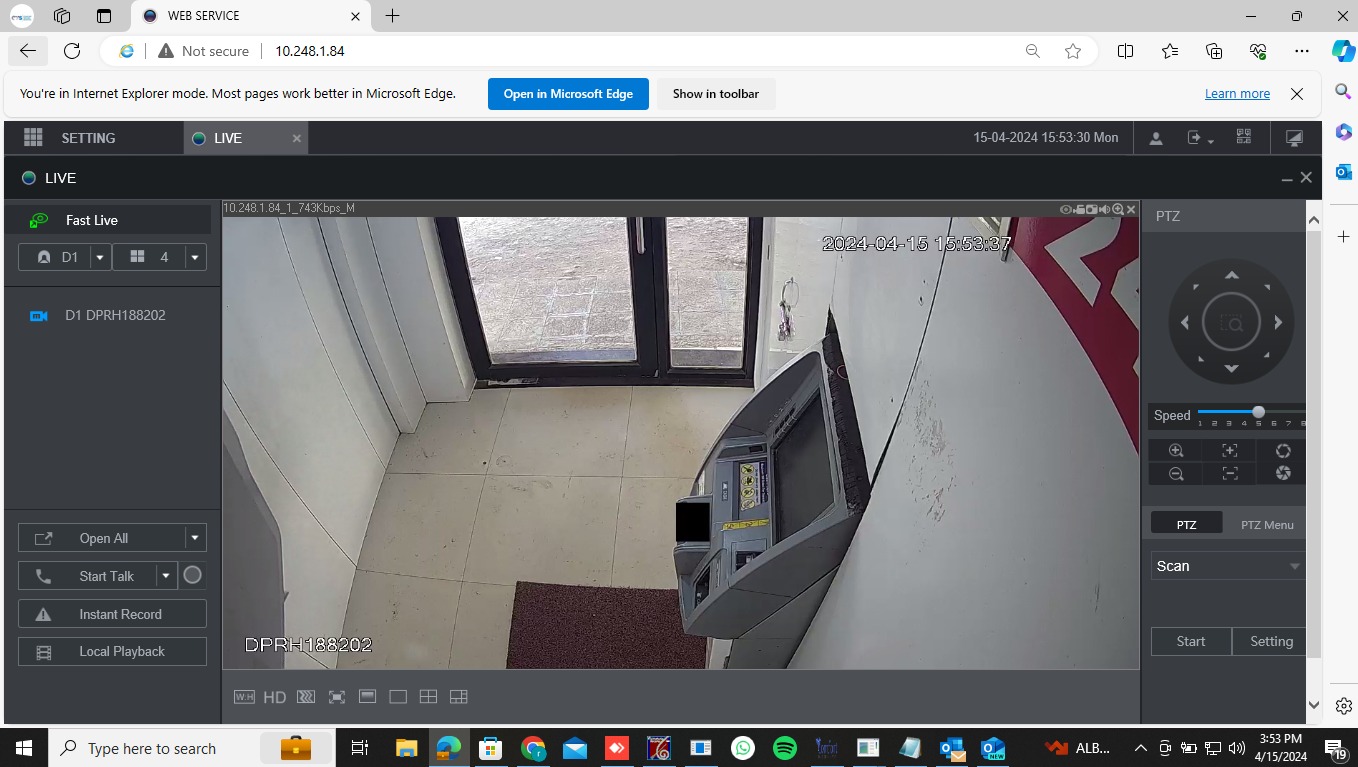 WEB SERVICE
Not secure
10.248.1.84
You're in Internet Explorer mode. Most pages work better in Microsoft Edge.
Open in Microsoft Edge
Show in toolbar
Learn more
SETTING
LIVE
15-04-2024 15:53:30 Mon
LIVE
Fast Live
10.248.1.84_1_743Kbps_M
PTZ
2024-04-15 15:53:37
D1
4
D1 DPRH188202
Speed
1 2 3 4 5 6 7 8
PTZ
PTZ Menu
Open All
Scan
Start Talk
Instant Record
DPRH188202
Start
Setting
Local Playback
W:H
HD
Type here to search
ALB...
3:53 PM
4/15/2024
19